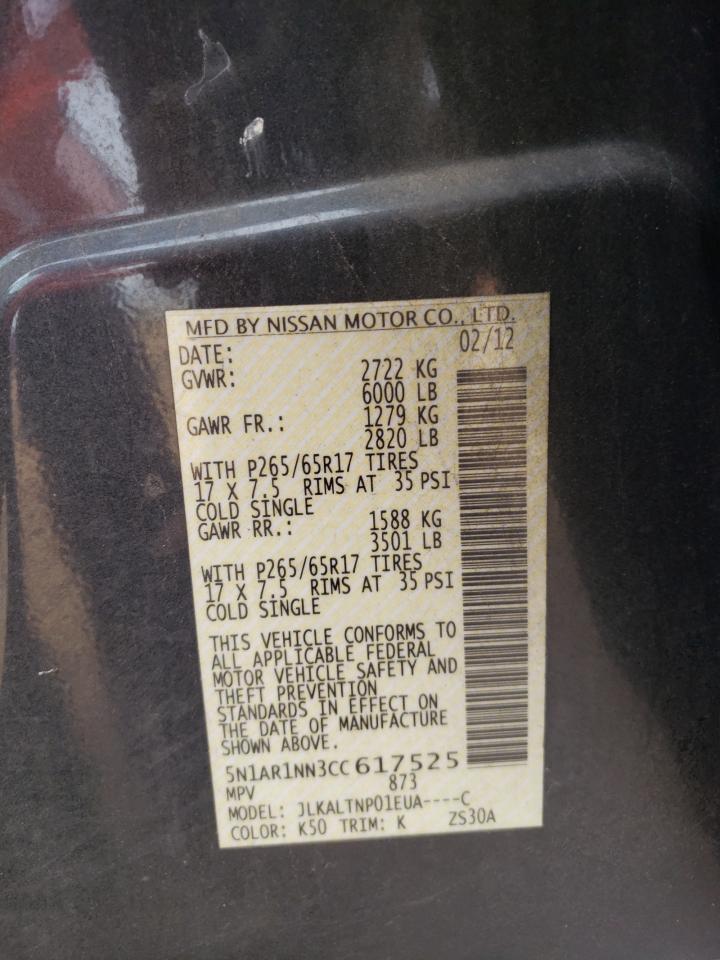 MFD BY NISSAN MOTOR CO., LTD.
DATE: 02/12
GVWR: 2722 KG
6000 LB
GAWR FR.: 1279 KG
2820 LB
WITH P265/65R17 TIRES
17 X 7.5 RIMS AT 35 PSI
COLD SINGLE
GAWR RR.: 1588 KG
3501 LB
WITH P265/65R17 TIRES
17 X 7.5 RIMS AT 35 PSI
COLD SINGLE
THIS VEHICLE CONFORMS TO
ALL APPLICABLE FEDERAL
MOTOR VEHICLE SAFETY AND
THEFT PREVENTION
STANDARDS IN EFFECT ON
THE DATE OF MANUFACTURE
SHOWN ABOVE.
5N1AR1NN3CC617525
MPV 873
MODEL: JLKALTNP01EUA----C
COLOR: K50 TRIM: K ZS30A